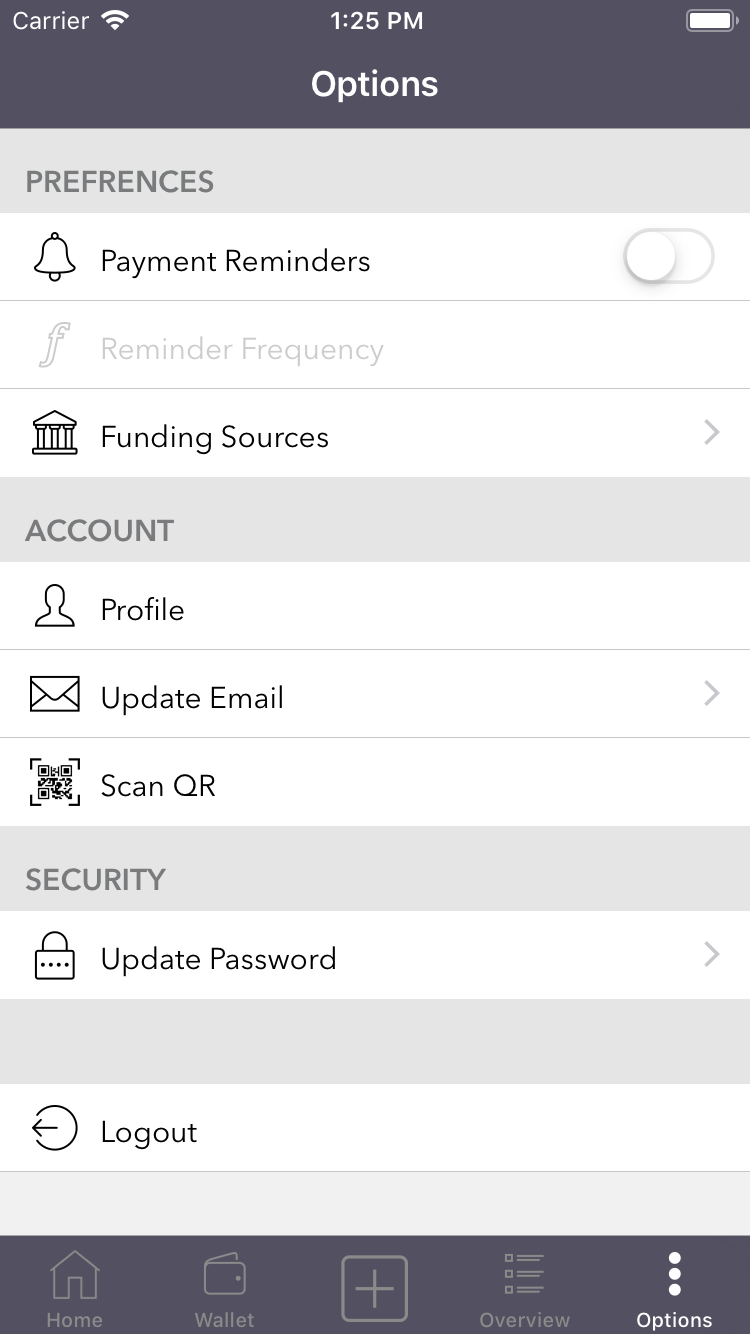 Carrier 1:25 PM
Options
PREFRENCES
Payment Reminders
Reminder Frequency
Funding Sources
ACCOUNT
Profile
Update Email
Scan QR
SECURITY
Update Password
Logout
Home Wallet Overview Options